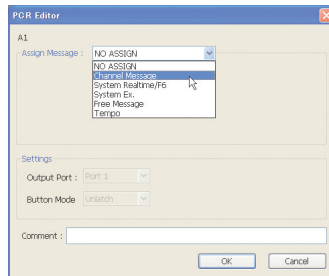 PCR Editor
A1
Assign Message : NO ASSIGN
NO ASSIGN
Channel Message
System Realtime/F6
System Ex.
Free Message
Tempo
Settings
Output Port : Port 1
Button Mode Unlatch
Comment :
OK Cancel